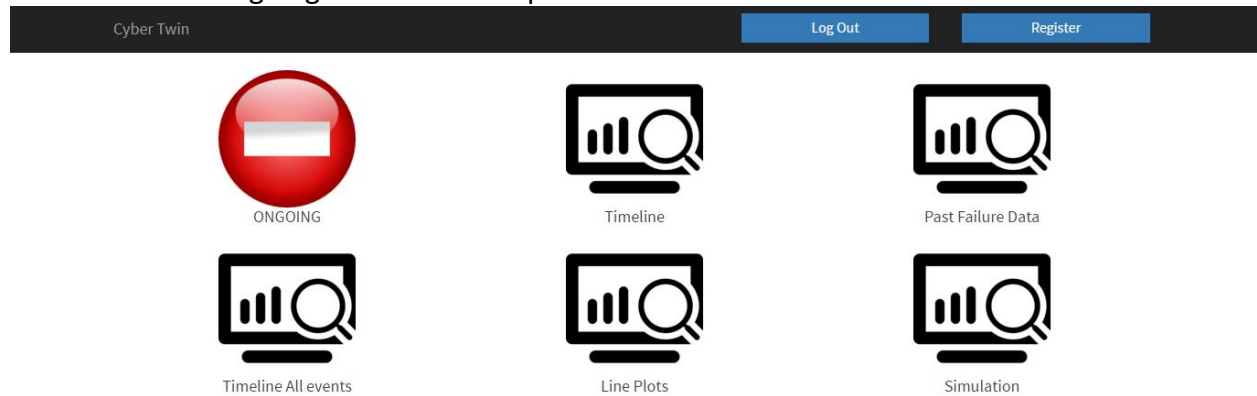 Cyber Twin
Log Out
Register
ONGOING
Timeline
Past Failure Data
Timeline All events
Line Plots
Simulation